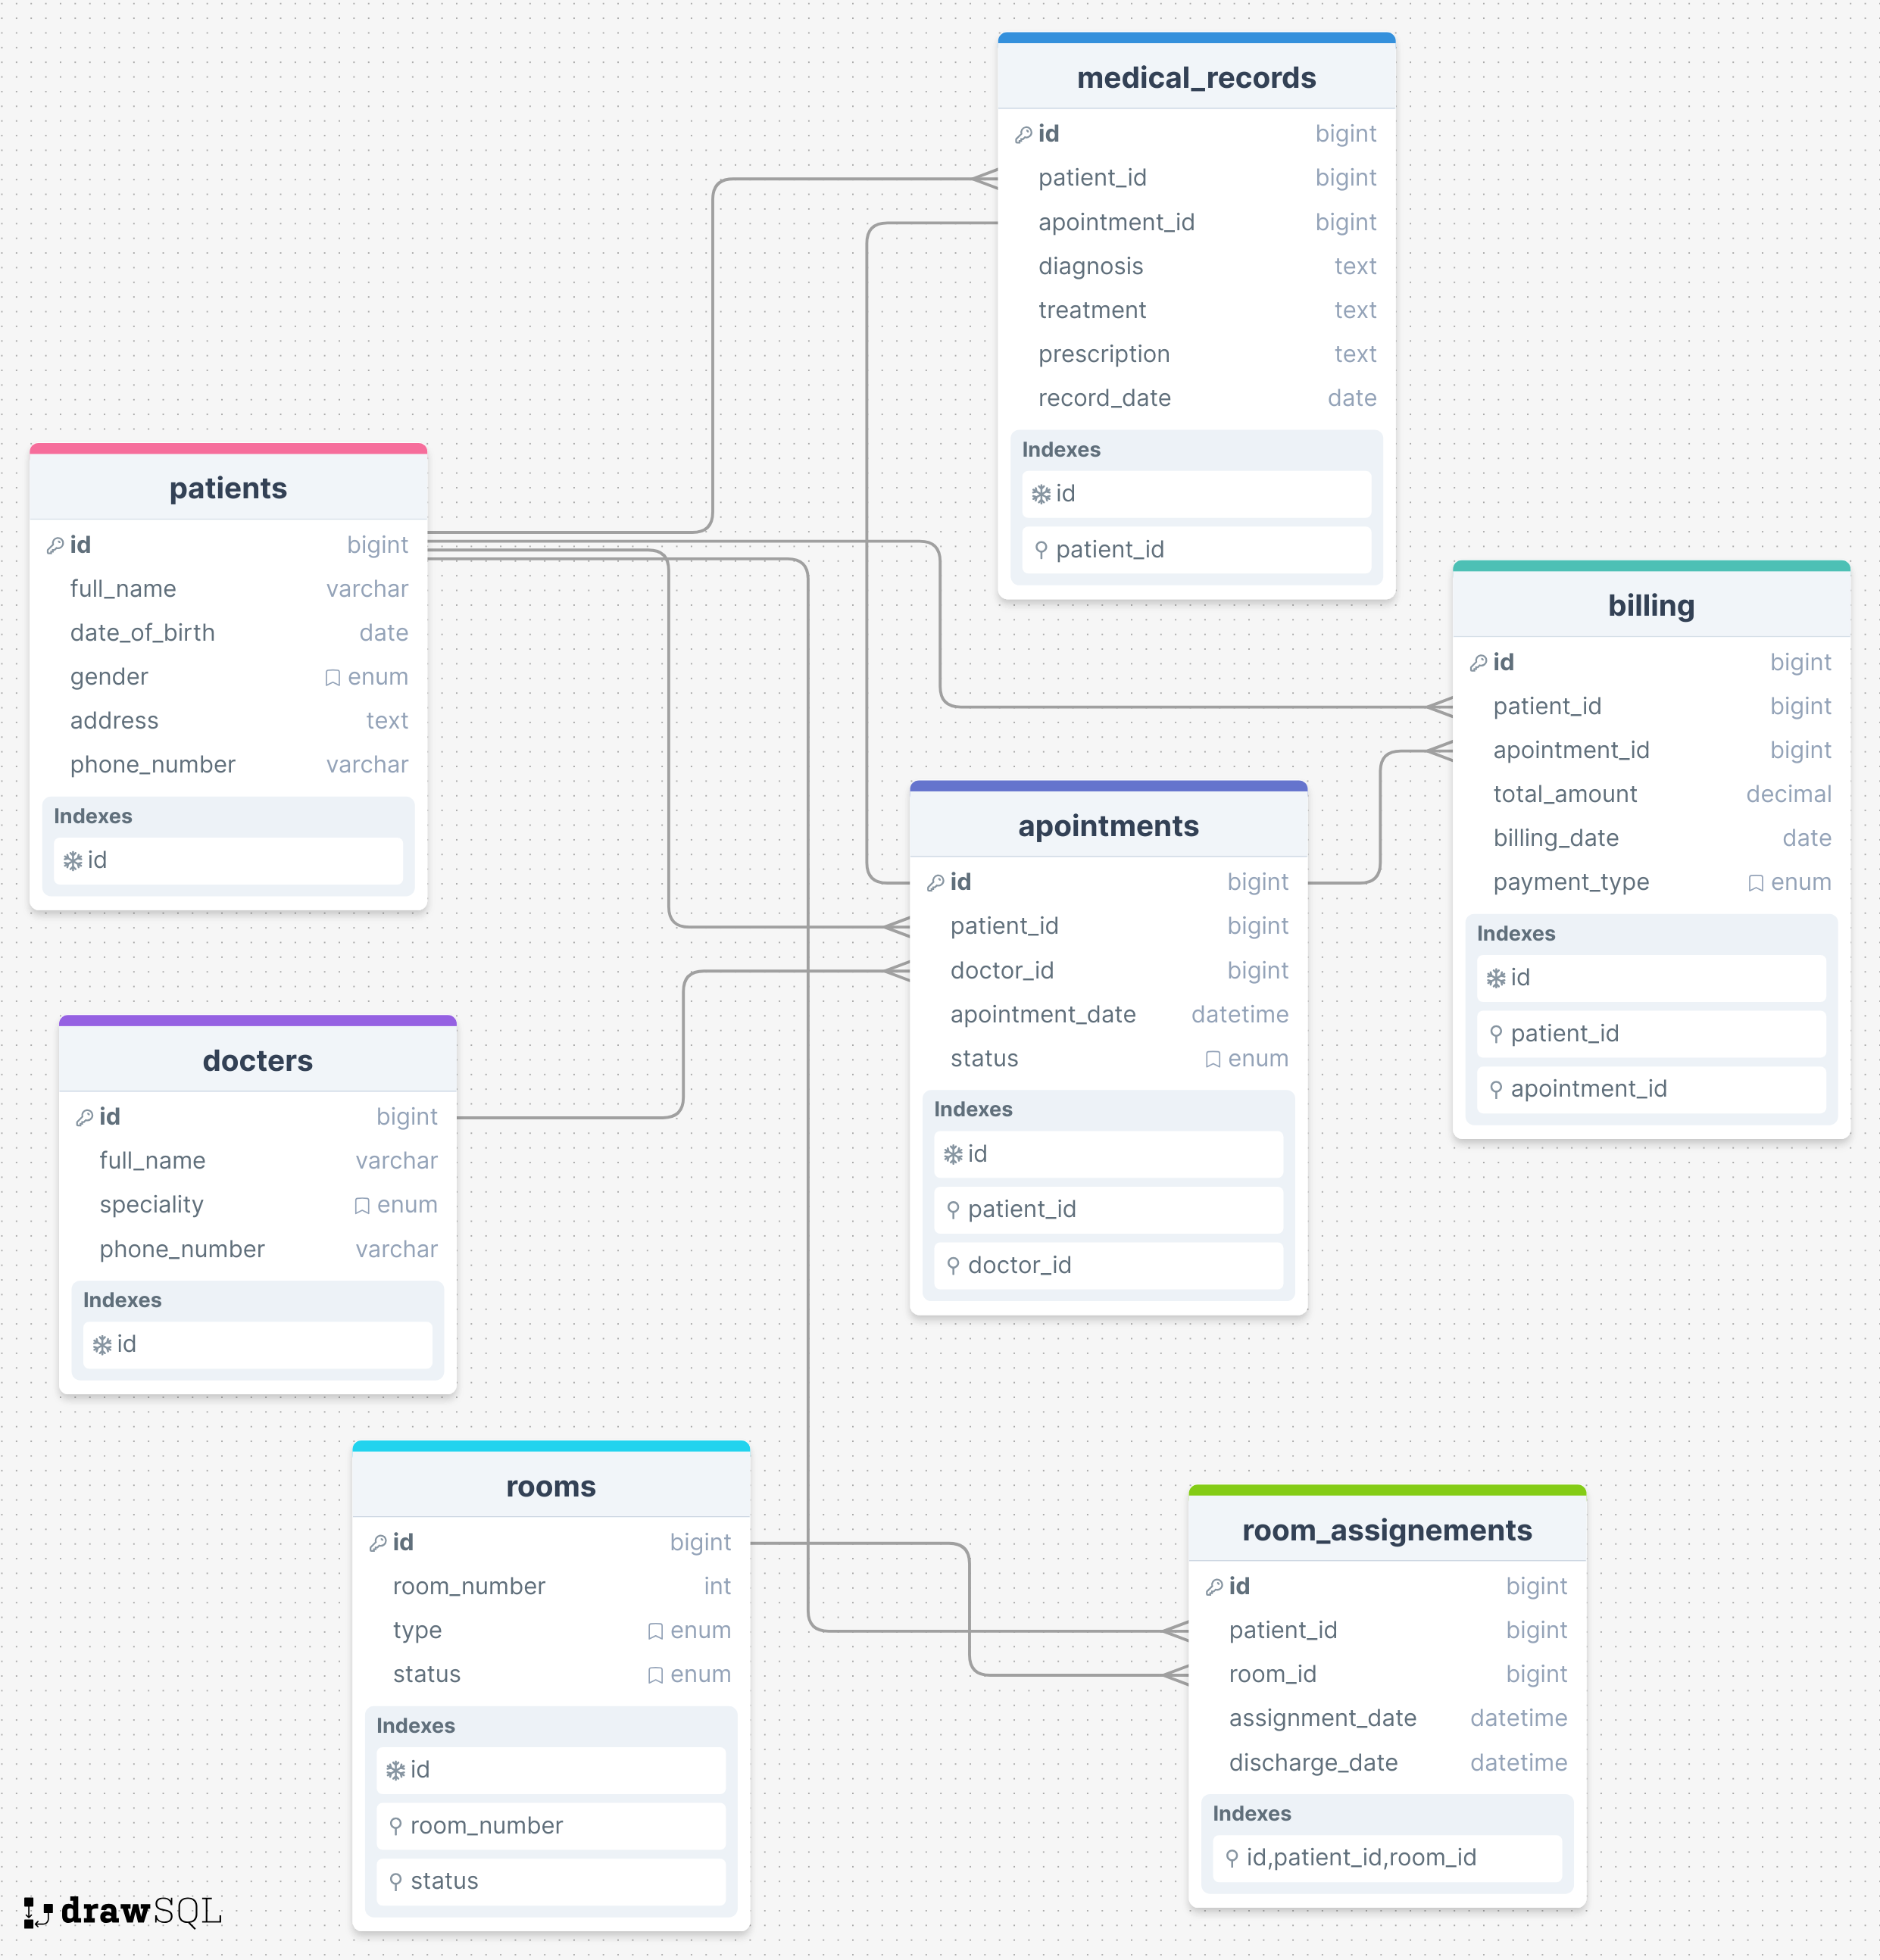 medical_records
id bigint
patient_id bigint
apointment_id bigint
diagnosis text
treatment text
prescription text
record_date date
Indexes
id
patient_id
patients
id bigint
full_name varchar
date_of_birth date
gender enum
address text
phone_number varchar
Indexes
id
billing
id bigint
patient_id bigint
apointment_id bigint
total_amount decimal
billing_date date
payment_type enum
Indexes
id
patient_id
apointment_id
apointments
id bigint
patient_id bigint
doctor_id bigint
apointment_date datetime
status enum
Indexes
id
patient_id
doctor_id
docters
id bigint
full_name varchar
speciality enum
phone_number varchar
Indexes
id
rooms
id bigint
room_number int
type enum
status enum
Indexes
id
room_number
status
room_assignements
id bigint
patient_id bigint
room_id bigint
assignment_date datetime
discharge_date datetime
Indexes
id,patient_id,room_id
drawSQL